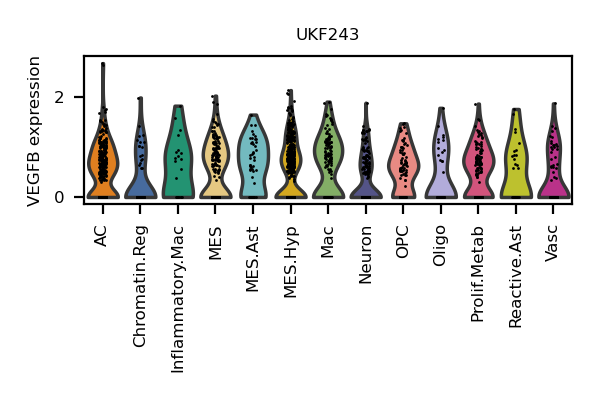 UKF243
VEGFB expression
2
0
AC
Chromatin.Reg
Inflammatory.Mac
MES
MES.Ast
MES.Hyp
Mac
Neuron
OPC
Oligo
Prolif.Metab
Reactive.Ast
Vasc